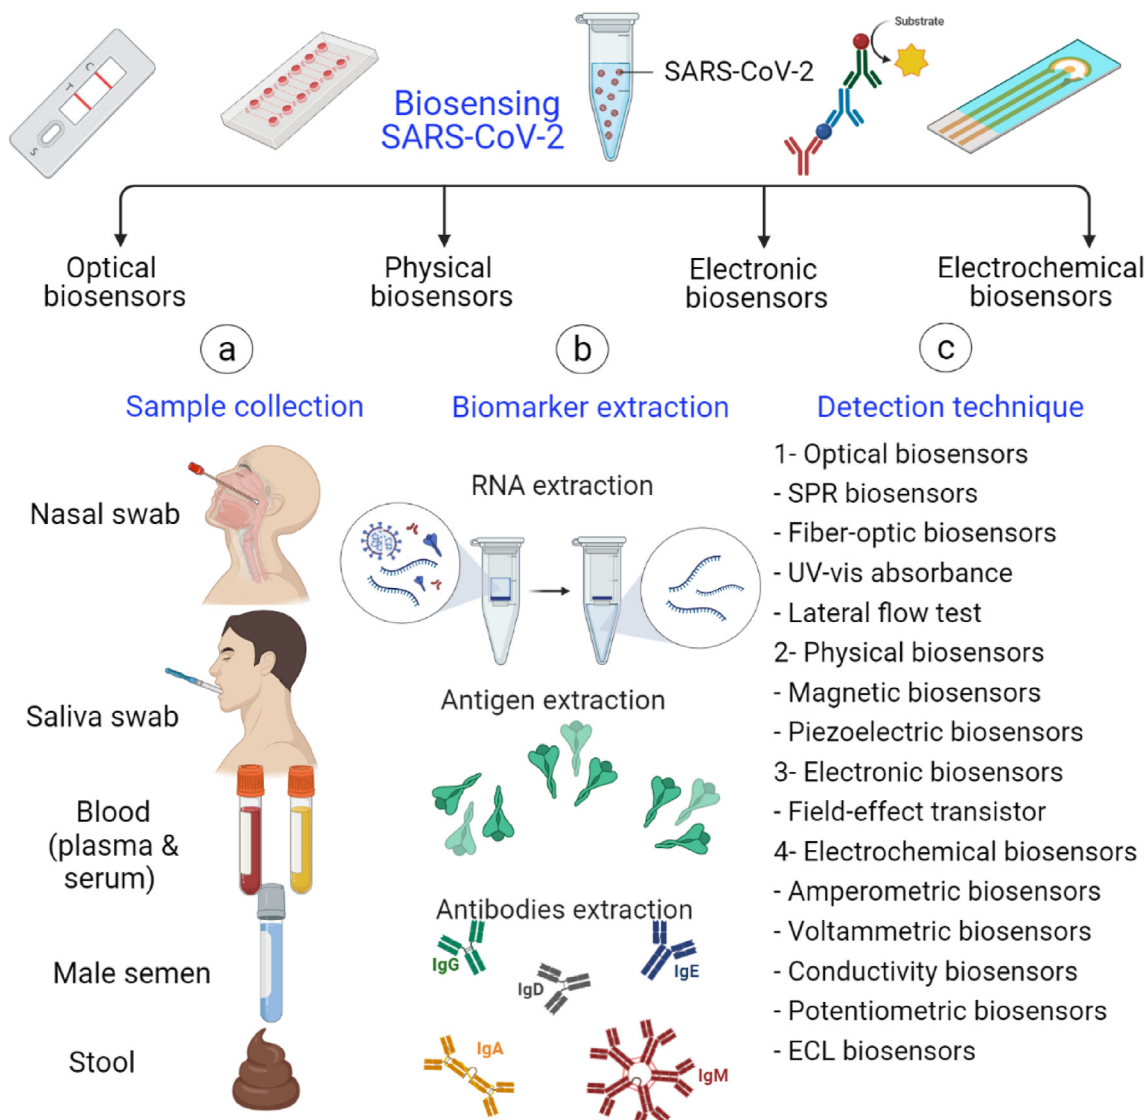 C
T
S
Biosensing
SARS-CoV-2
SARS-CoV-2
Substrate
Optical
biosensors
Physical
biosensors
Electronic
biosensors
Electrochemical
biosensors
a
b
c
Sample collection
Nasal swab
Saliva swab
Blood
(plasma &
serum)
Male semen
Stool
Biomarker extraction
RNA extraction
Antigen extraction
Antibodies extraction
IgG
IgD
IgE
IgA
IgM
Detection technique
1- Optical biosensors
- SPR biosensors
- Fiber-optic biosensors
- UV-vis absorbance
- Lateral flow test
2- Physical biosensors
- Magnetic biosensors
- Piezoelectric biosensors
3- Electronic biosensors
- Field-effect transistor
4- Electrochemical biosensors
- Amperometric biosensors
- Voltammetric biosensors
- Conductivity biosensors
- Potentiometric biosensors
- ECL biosensors